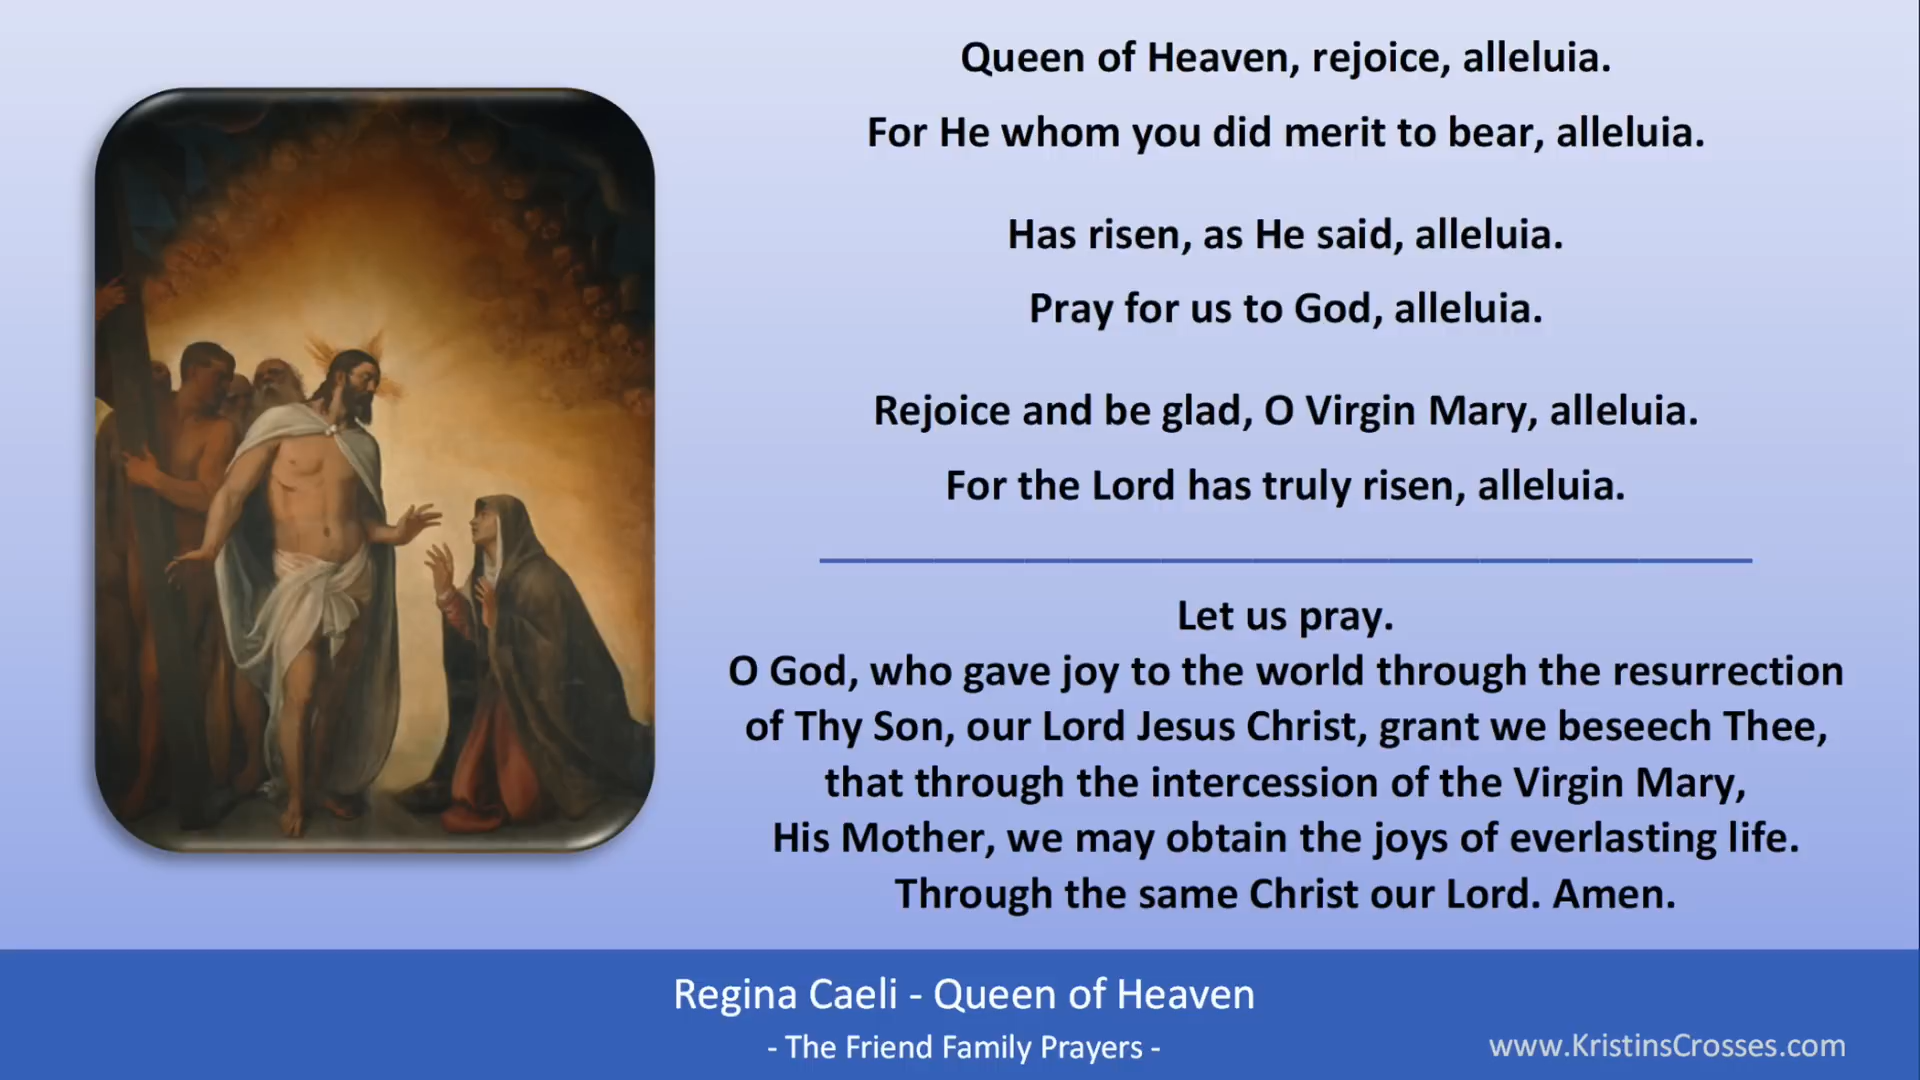 Queen of Heaven, rejoice, alleluia.
For He whom you did merit to bear, alleluia.
Has risen, as He said, alleluia.
Pray for us to God, alleluia.
Rejoice and be glad, O Virgin Mary, alleluia.
For the Lord has truly risen, alleluia.
Let us pray.
O God, who gave joy to the world through the resurrection
of Thy Son, our Lord Jesus Christ, grant we beseech Thee,
that through the intercession of the Virgin Mary,
His Mother, we may obtain the joys of everlasting life.
Through the same Christ our Lord. Amen.
Regina Caeli - Queen of Heaven
- The Friend Family Prayers -
www.KristinsCrosses.com